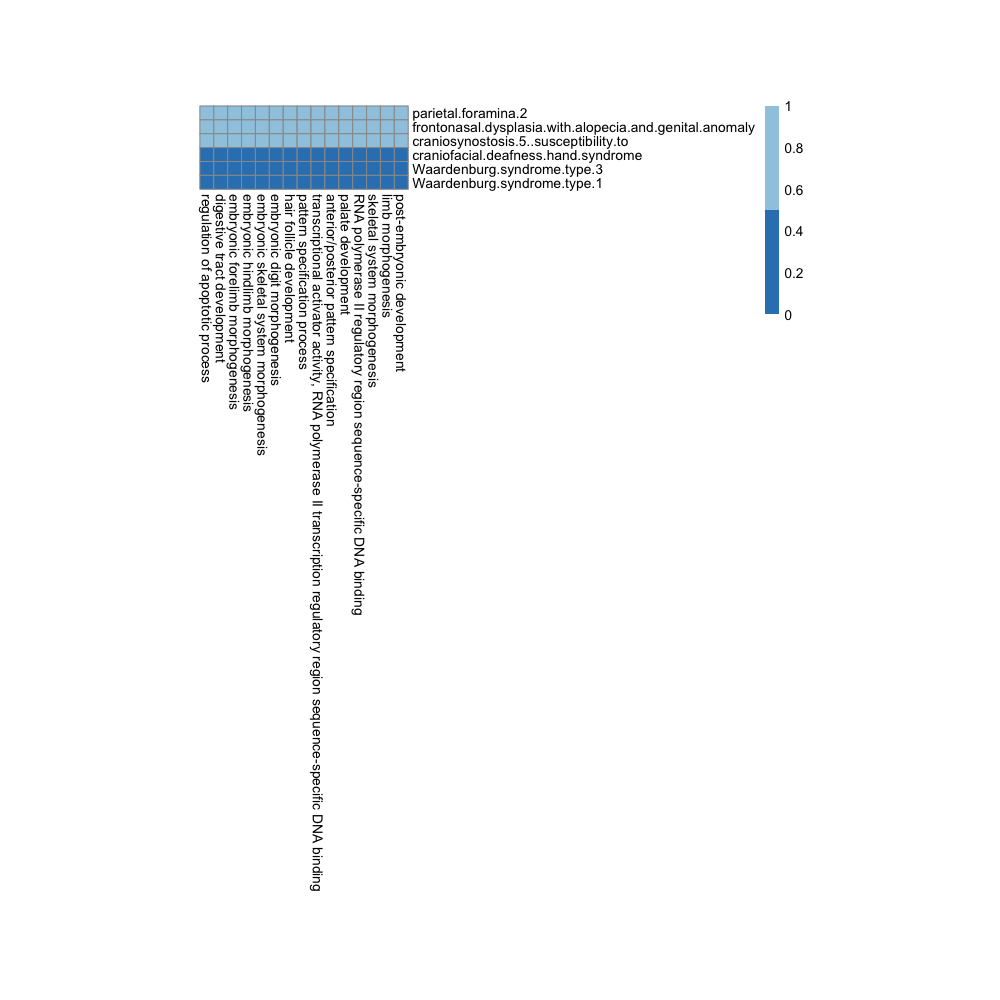 parietal.foramina.2
frontonasal.dysplasia.with.alopecia.and.genital.anomaly
craniosynostosis.5..susceptibility.to
craniofacial.deafness.hand.syndrome
Waardenburg.syndrome.type.3
Waardenburg.syndrome.type.1
1
0.8
0.6
0.4
0.2
0
regulation of apoptotic process
digestive tract development
embryonic forelimb morphogenesis
embryonic hindlimb morphogenesis
embryonic skeletal system morphogenesis
embryonic digit morphogenesis
hair follicle development
pattern specification process
transcriptional activator activity, RNA polymerase II transcription regulatory region sequence-specific DNA binding
anterior/posterior pattern specification
palate development
RNA polymerase II regulatory region sequence-specific DNA binding
skeletal system morphogenesis
limb morphogenesis
post-embryonic development